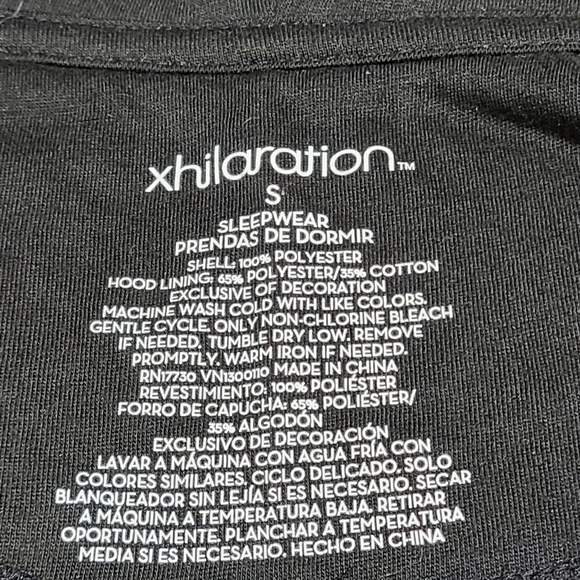 xhilaration™
S
SLEEPWEAR
PRENDAS DE DORMIR
SHELL: 100% POLYESTER
HOOD LINING: 65% POLYESTER/35% COTTON
EXCLUSIVE OF DECORATION
MACHINE WASH COLD WITH LIKE COLORS.
GENTLE CYCLE. ONLY NON-CHLORINE BLEACH
IF NEEDED. TUMBLE DRY LOW. REMOVE
PROMPTLY. WARM IRON IF NEEDED.
RN17730 VN1300110 MADE IN CHINA
REVESTIMIENTO: 100% POLIÉSTER
FORRO DE CAPUCHA: 65% POLIÉSTER/
35% ALGODÓN
EXCLUSIVO DE DECORACIÓN
LAVAR A MÁQUINA CON AGUA FRÍA CON
COLORES SIMILARES. CICLO DELICADO. SOLO
BLANQUEADOR SIN LEJÍA SI ES NECESARIO. SECAR
A MÁQUINA A TEMPERATURA BAJA. RETIRAR
OPORTUNAMENTE. PLANCHAR A TEMPERATURA
MEDIA SI ES NECESARIO. HECHO EN CHINA